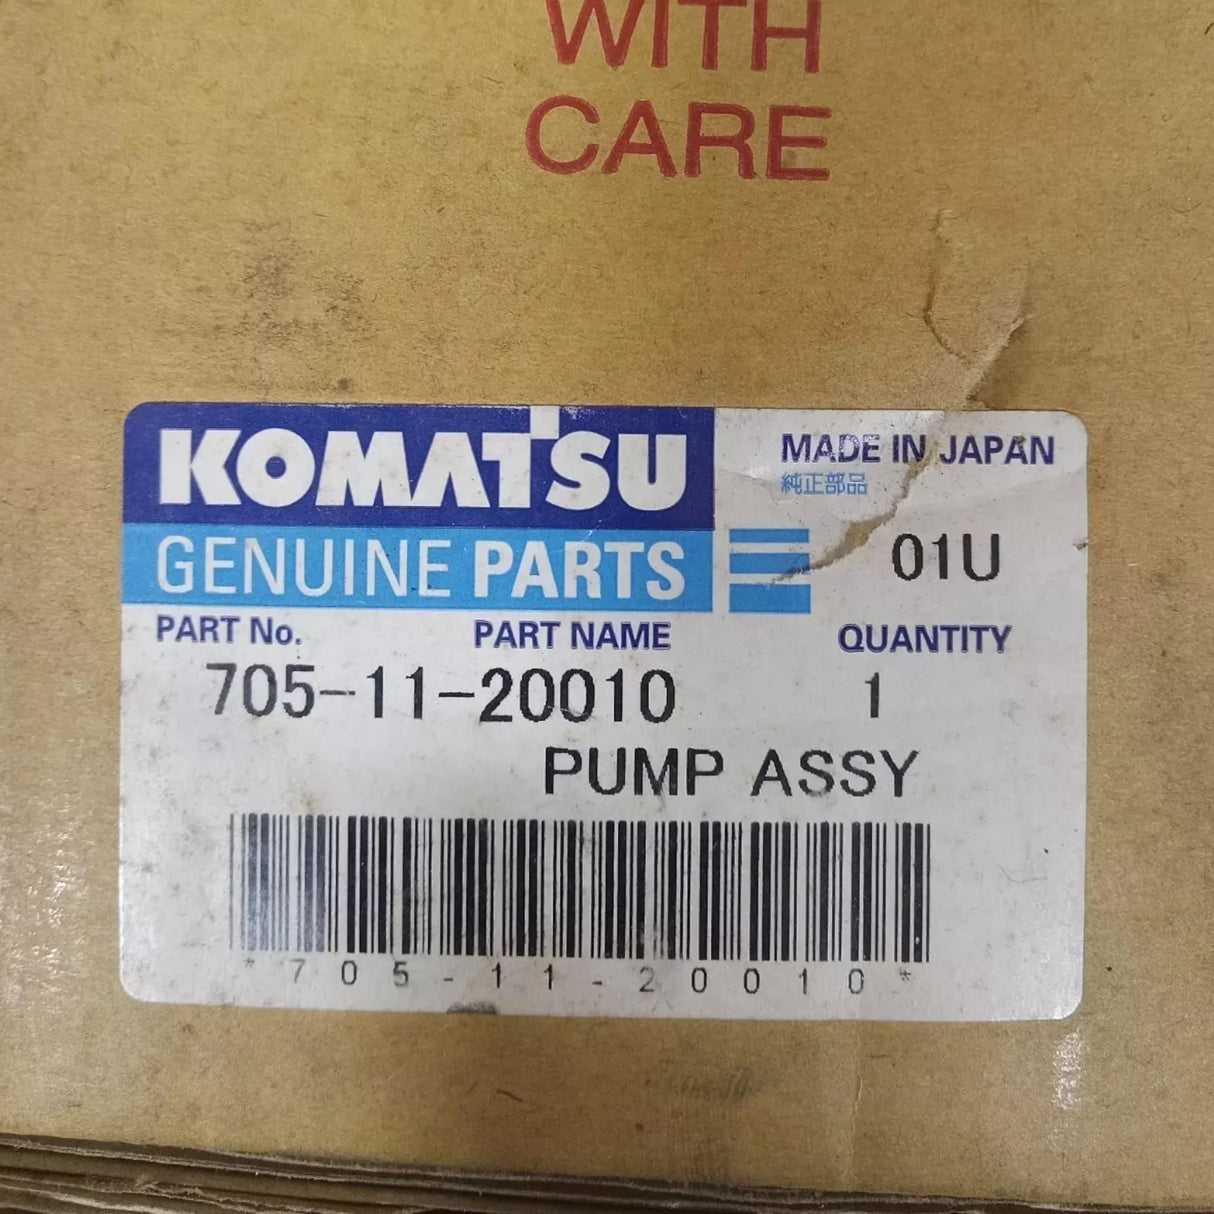 WITH
CARE
KOMATSU
MADE IN JAPAN
純正部品
GENUINE PARTS
01U
PART No. PART NAME QUANTITY
705-11-20010 1
PUMP ASSY
*705-11-20010*